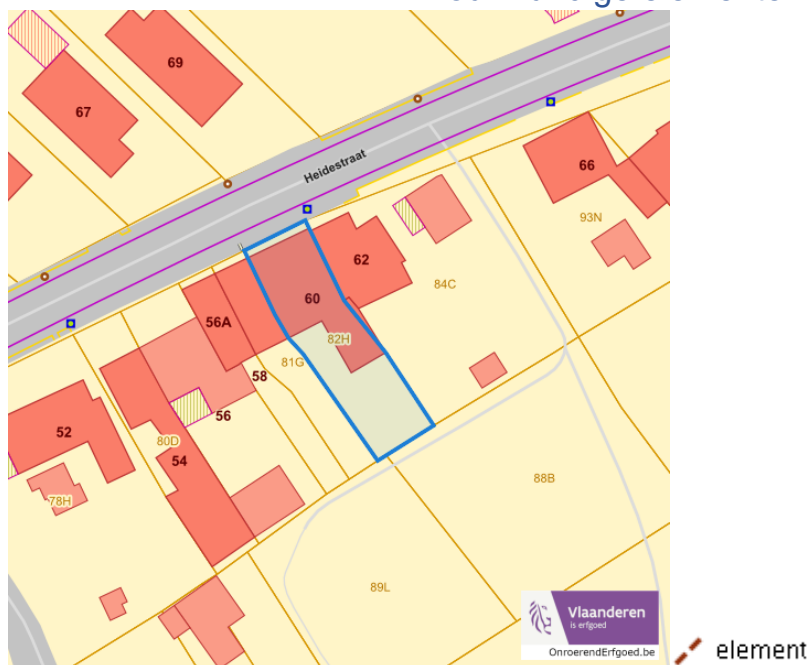 69
67
Heidestraat
66
93N
62
84C
60
56A
82H
81G
58
56
52
80D
54
78H
88B
89L
Vlaanderen
is erfgoed
OnroerendErfgoed.be
element